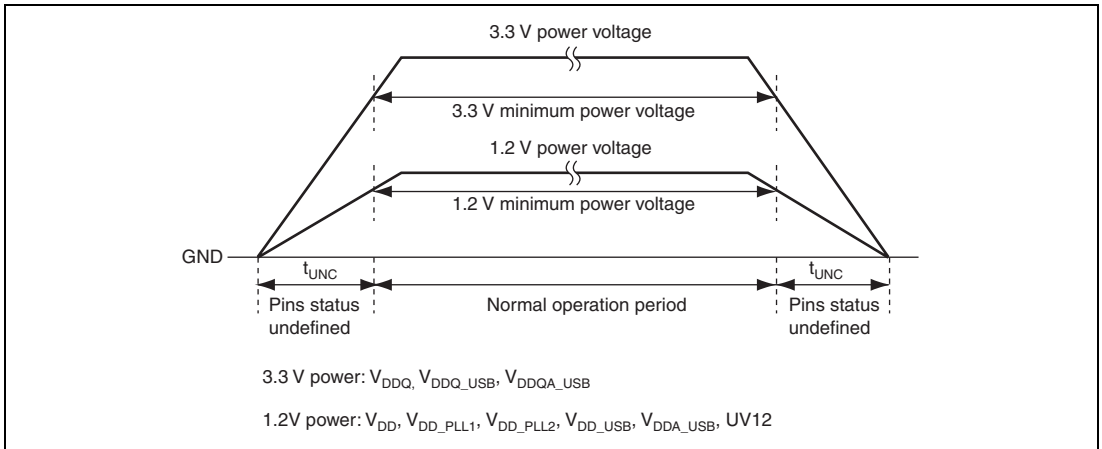 3.3 V power voltage
3.3 V minimum power voltage
1.2 V power voltage
1.2 V minimum power voltage
GND
tUNC
tUNC
Pins status
undefined
Normal operation period
Pins status
undefined
3.3 V power: VDDQ, VDDQ_USB, VDDQA_USB
1.2V power: VDD, VDD_PLL1, VDD_PLL2, VDD_USB, VDDA_USB, UV12